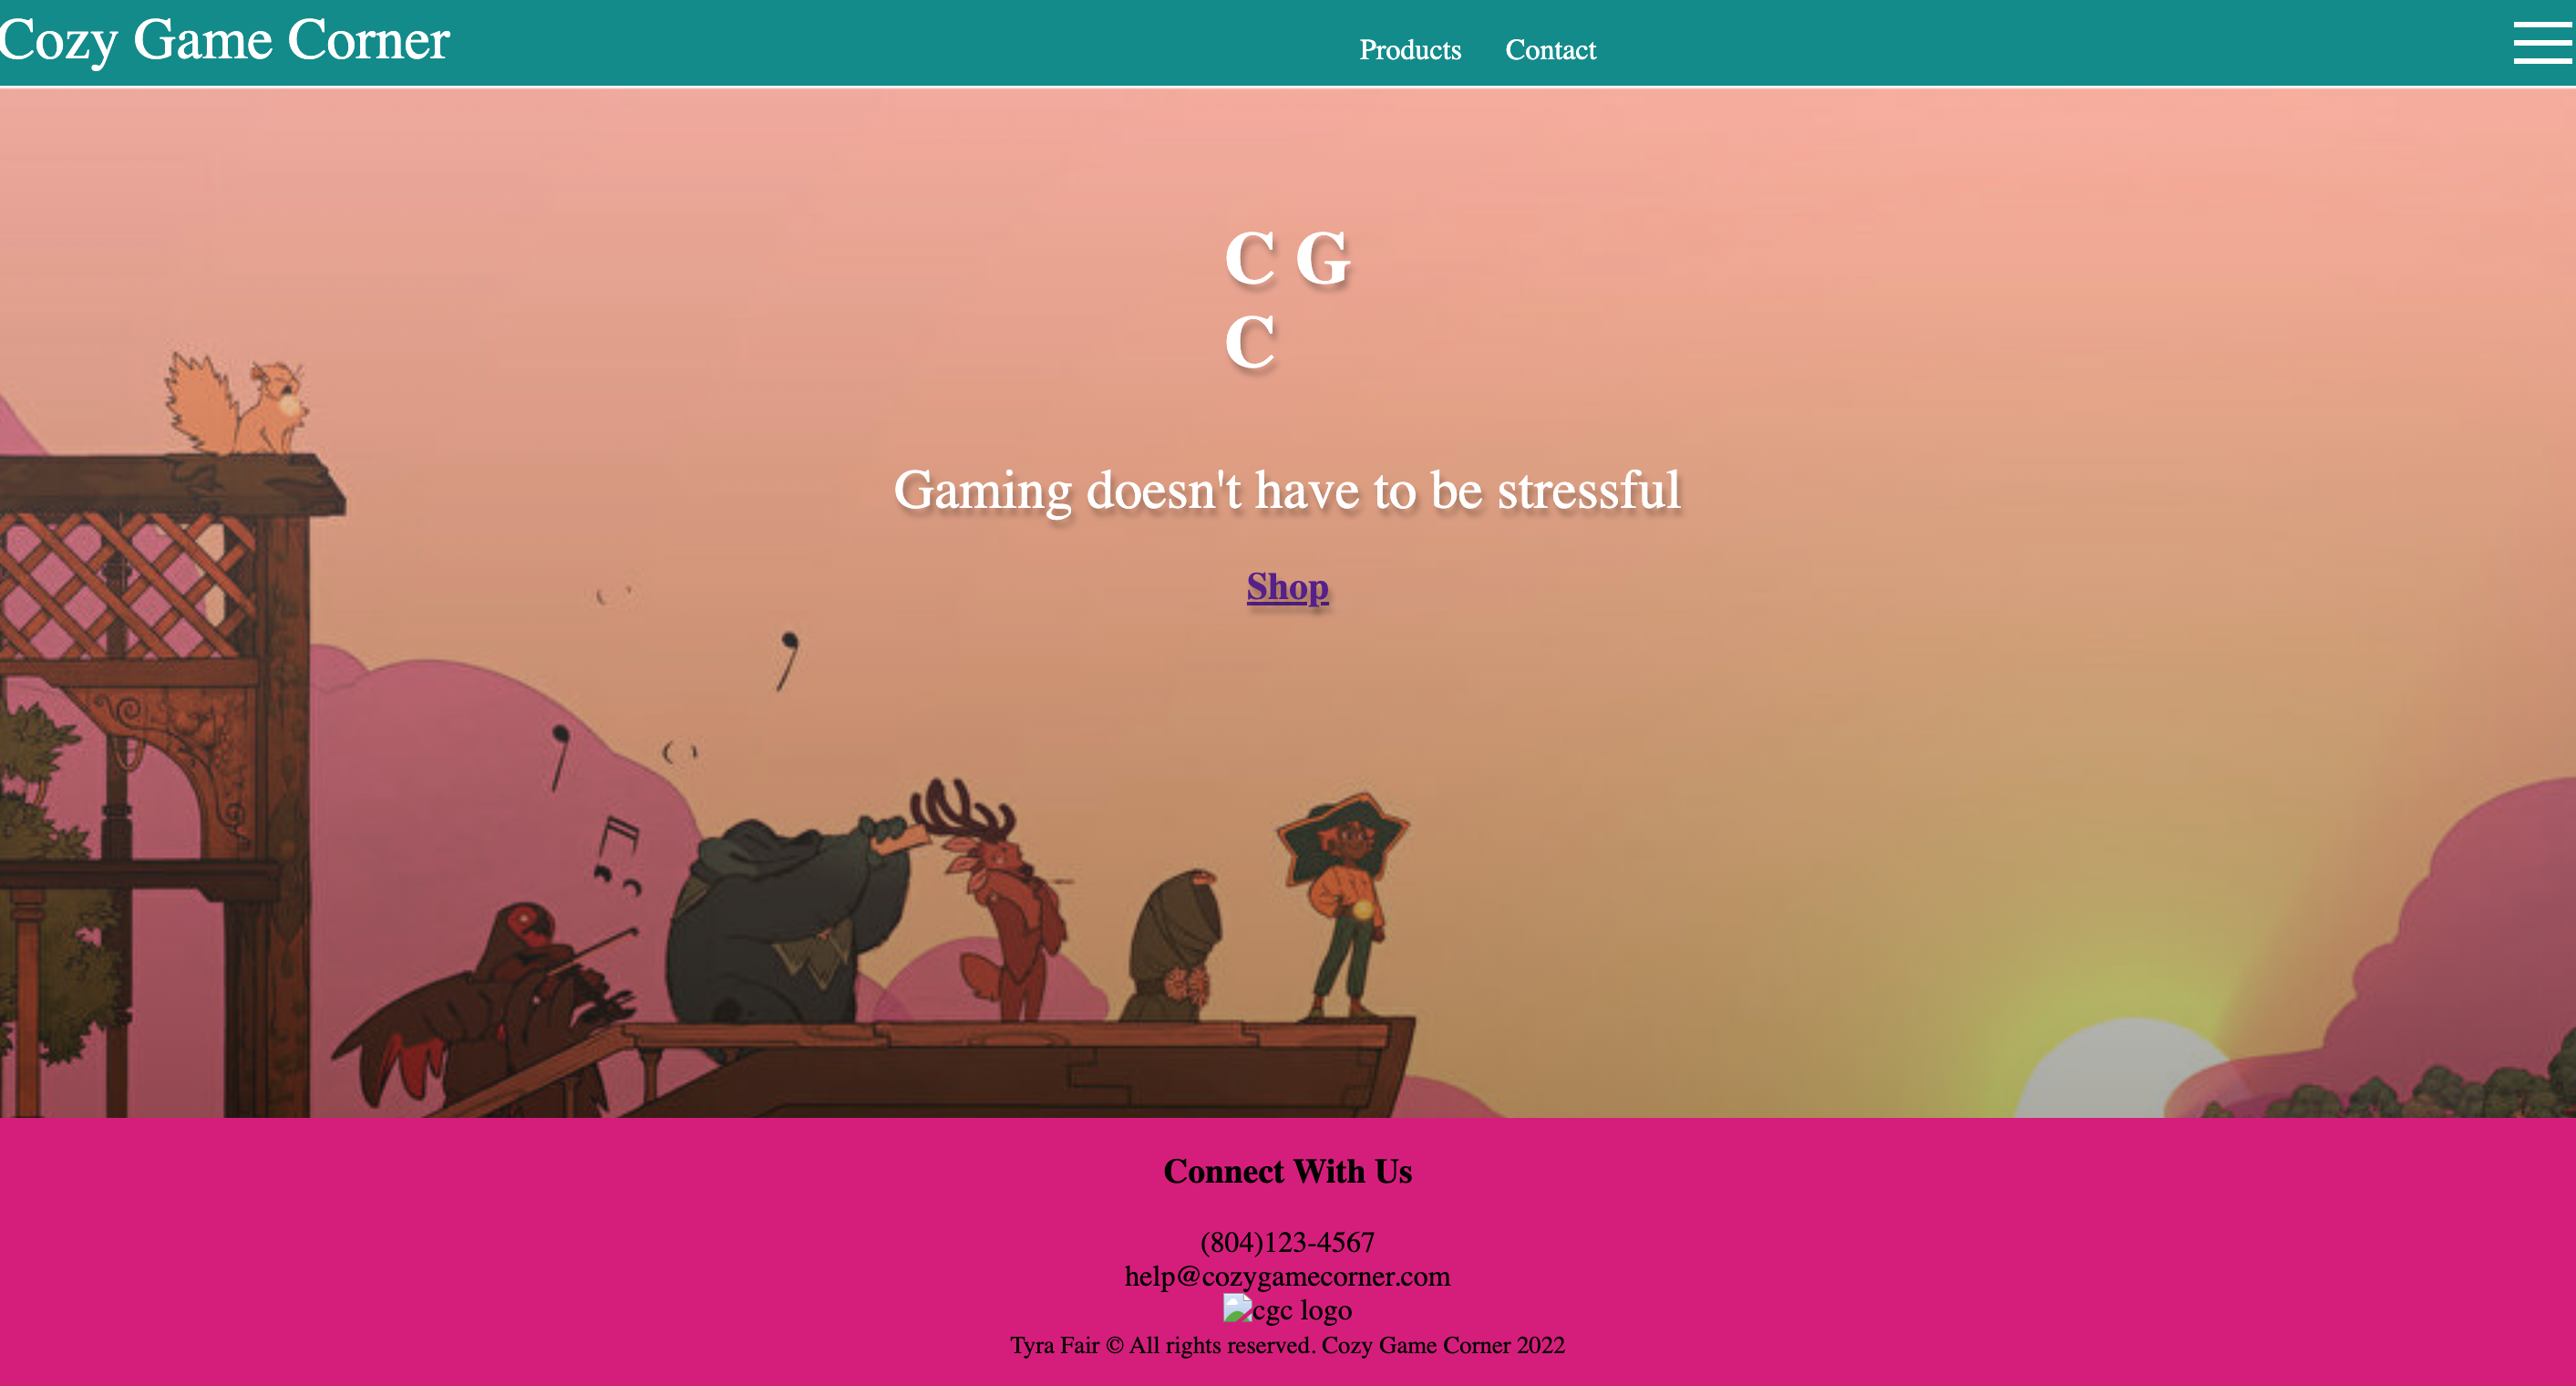 Cozy Game Corner
Products Contact
C G
C
Gaming doesn't have to be stressful
Shop
Connect With Us
(804)123-4567
help@cozygamecorner.com
cgc logo
Tyra Fair © All rights reserved. Cozy Game Corner 2022